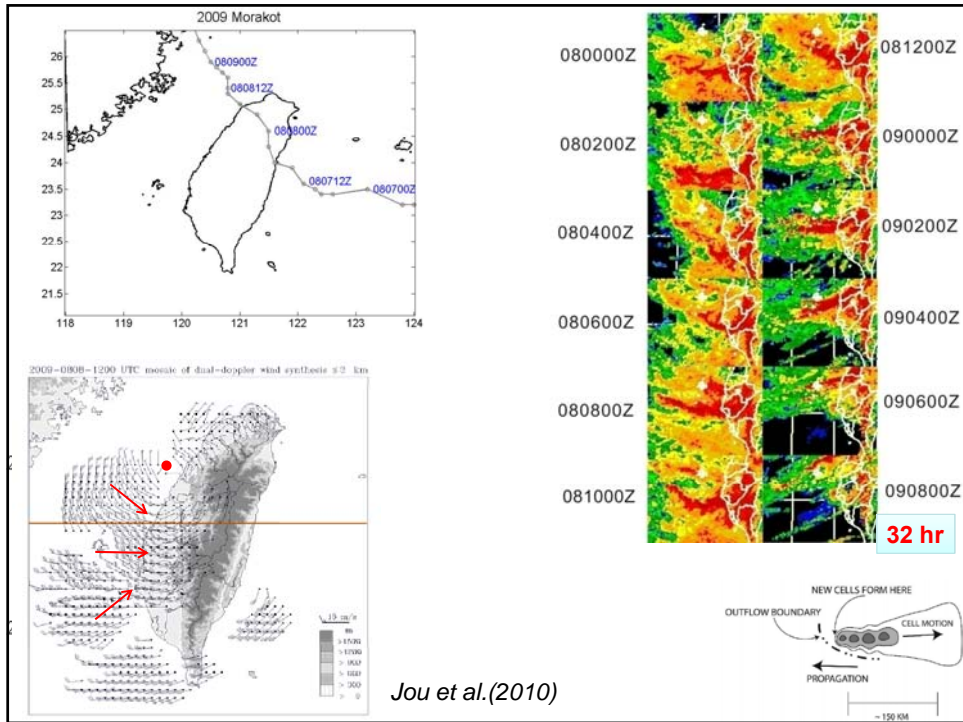 2009 Morakot
26.5
26
25.5
25
24.5
24
23.5
23
22.5
22
21.5
118
119
120
121
122
123
124
080900Z
080812Z
080800Z
080712Z
080700Z
080000Z
080200Z
080400Z
080600Z
080800Z
081000Z
081200Z
090000Z
090200Z
090400Z
090600Z
090800Z
32 hr
2009-0808-1200 UTC mosaic of dual-doppler wind synthesis
km
Jou et al.(2010)
NEW CELLS FORM HERE
OUTFLOW BOUNDARY
CELL MOTION
PROPAGATION
~ 150 KM